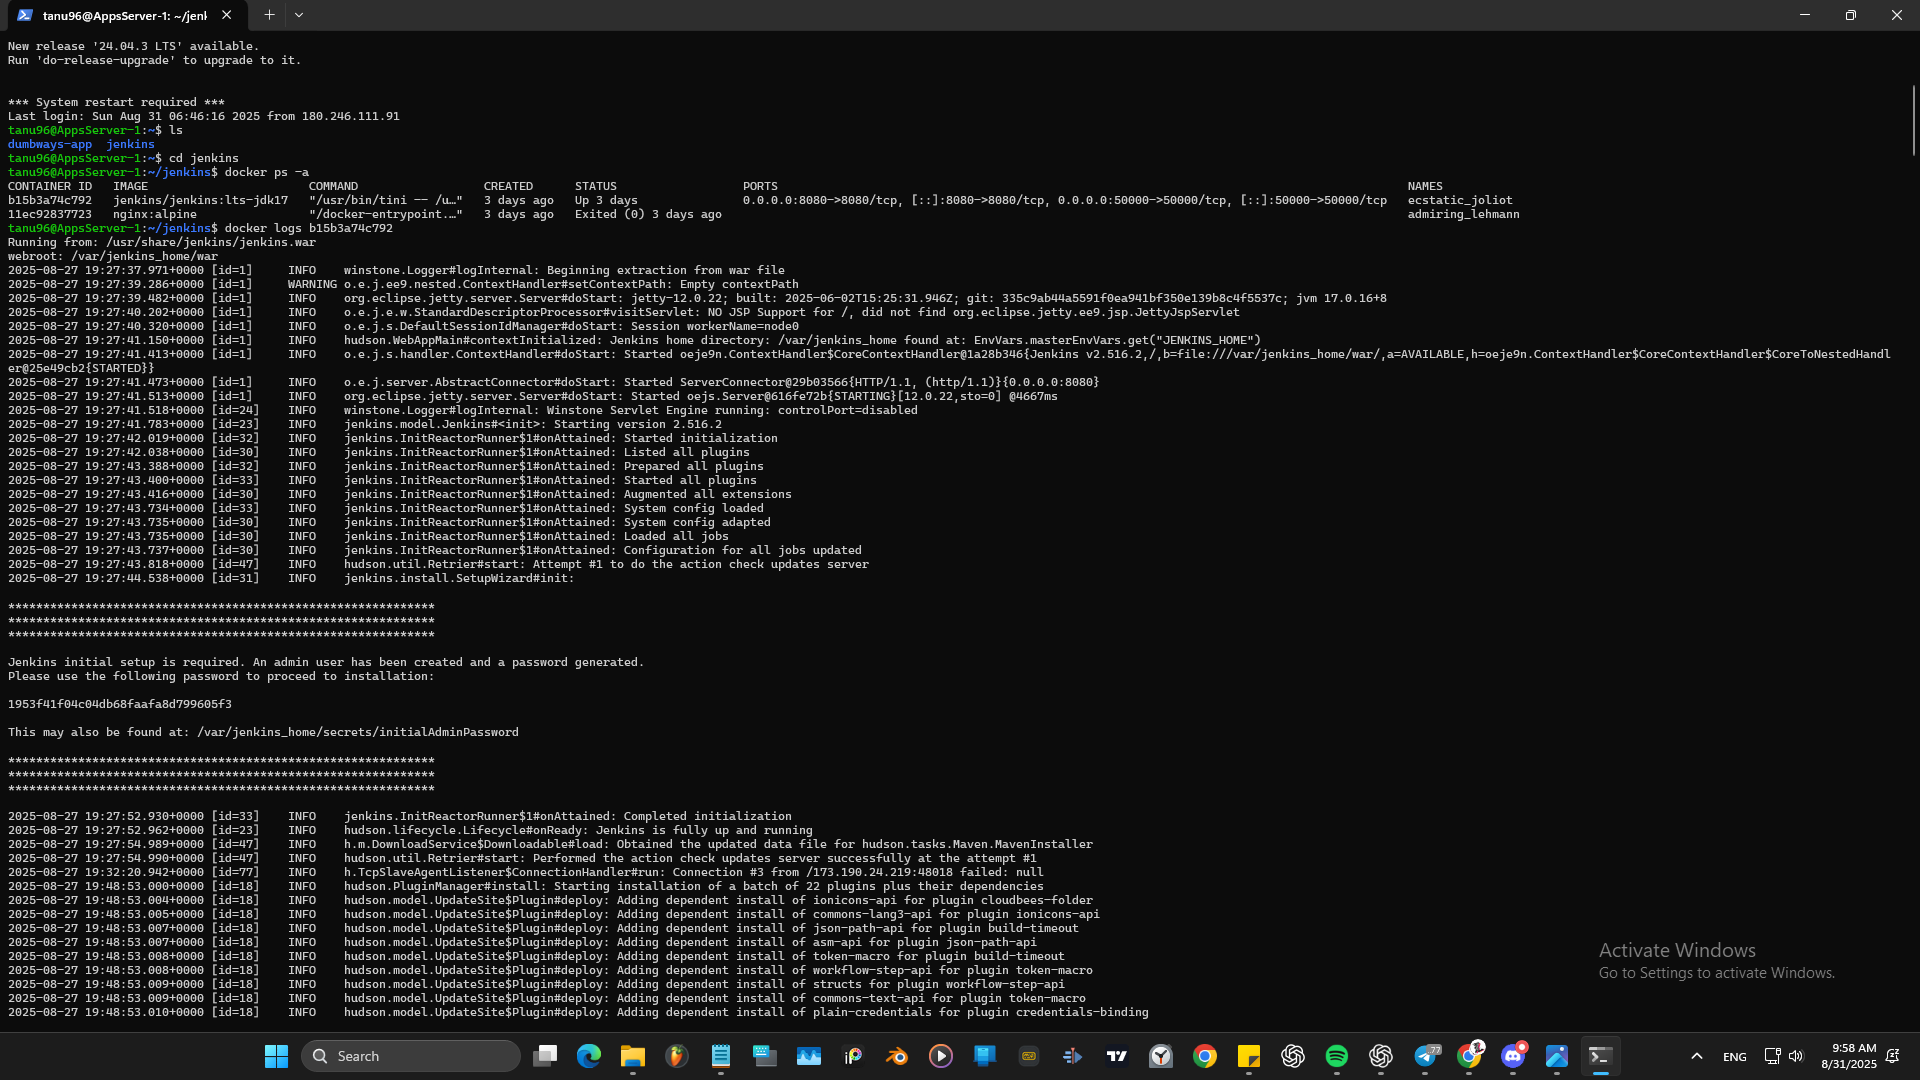 tanu96@AppsServer-1: ~/jenk
New release '24.04.3 LTS' available.
Run 'do-release-upgrade' to upgrade to it.
*** System restart required ***
Last login: Sun Aug 31 06:46:16 2025 from 180.246.111.91
tanu96@AppsServer-1:~$ ls
dumbways-app  jenkins
tanu96@AppsServer-1:~$ cd jenkins
tanu96@AppsServer-1:~/jenkins$ docker ps -a
CONTAINER ID   IMAGE                       COMMAND                  CREATED      STATUS                  PORTS                                                                                      NAMES
b15b3a74c792   jenkins/jenkins:lts-jdk17   "/usr/bin/tini -- /u…"   3 days ago   Up 3 days               0.0.0.0:8080->8080/tcp, [::]:8080->8080/tcp, 0.0.0.0:50000->50000/tcp, [::]:50000->50000/tcp   ecstatic_joliot
11ec92837723   nginx:alpine                "/docker-entrypoint.…"   3 days ago   Exited (0) 3 days ago                                                                                              admiring_lehmann
tanu96@AppsServer-1:~/jenkins$ docker logs b15b3a74c792
Running from: /usr/share/jenkins/jenkins.war
webroot: /var/jenkins_home/war
2025-08-27 19:27:37.971+0000 [id=1]     INFO    winstone.Logger#logInternal: Beginning extraction from war file
2025-08-27 19:27:39.286+0000 [id=1]     WARNING o.e.j.ee9.nested.ContextHandler#setContextPath: Empty contextPath
2025-08-27 19:27:39.482+0000 [id=1]     INFO    org.eclipse.jetty.server.Server#doStart: jetty-12.0.22; built: 2025-06-02T15:25:31.946Z; git: 335c9ab44a5591f0ea941bf350e139b8c4f5537c; jvm 17.0.16+8
2025-08-27 19:27:40.202+0000 [id=1]     INFO    o.e.j.e.w.StandardDescriptorProcessor#visitServlet: NO JSP Support for /, did not find org.eclipse.jetty.ee9.jsp.JettyJspServlet
2025-08-27 19:27:40.320+0000 [id=1]     INFO    o.e.j.s.DefaultSessionIdManager#doStart: Session workerName=node0
2025-08-27 19:27:41.150+0000 [id=1]     INFO    hudson.WebAppMain#contextInitialized: Jenkins home directory: /var/jenkins_home found at: EnvVars.masterEnvVars.get("JENKINS_HOME")
2025-08-27 19:27:41.413+0000 [id=1]     INFO    o.e.j.s.handler.ContextHandler#doStart: Started oeje9n.ContextHandler$CoreContextHandler@1a28b346{Jenkins v2.516.2,/,b=file:///var/jenkins_home/war/,a=AVAILABLE,h=oeje9n.ContextHandler$CoreContextHandler$CoreToNestedHandl
er@25e49cb2{STARTED}}
2025-08-27 19:27:41.473+0000 [id=1]     INFO    o.e.j.server.AbstractConnector#doStart: Started ServerConnector@29b03566{HTTP/1.1, (http/1.1)}{0.0.0.0:8080}
2025-08-27 19:27:41.513+0000 [id=1]     INFO    org.eclipse.jetty.server.Server#doStart: Started oejs.Server@616fe72b{STARTING}[12.0.22,sto=0] @4667ms
2025-08-27 19:27:41.518+0000 [id=24]    INFO    winstone.Logger#logInternal: Winstone Servlet Engine running: controlPort=disabled
2025-08-27 19:27:41.783+0000 [id=23]    INFO    jenkins.model.Jenkins#<init>: Starting version 2.516.2
2025-08-27 19:27:42.019+0000 [id=32]    INFO    jenkins.InitReactorRunner$1#onAttained: Started initialization
2025-08-27 19:27:42.038+0000 [id=30]    INFO    jenkins.InitReactorRunner$1#onAttained: Listed all plugins
2025-08-27 19:27:43.388+0000 [id=32]    INFO    jenkins.InitReactorRunner$1#onAttained: Prepared all plugins
2025-08-27 19:27:43.400+0000 [id=33]    INFO    jenkins.InitReactorRunner$1#onAttained: Started all plugins
2025-08-27 19:27:43.416+0000 [id=30]    INFO    jenkins.InitReactorRunner$1#onAttained: Augmented all extensions
2025-08-27 19:27:43.734+0000 [id=33]    INFO    jenkins.InitReactorRunner$1#onAttained: System config loaded
2025-08-27 19:27:43.735+0000 [id=30]    INFO    jenkins.InitReactorRunner$1#onAttained: System config adapted
2025-08-27 19:27:43.735+0000 [id=30]    INFO    jenkins.InitReactorRunner$1#onAttained: Loaded all jobs
2025-08-27 19:27:43.737+0000 [id=30]    INFO    jenkins.InitReactorRunner$1#onAttained: Configuration for all jobs updated
2025-08-27 19:27:43.818+0000 [id=47]    INFO    hudson.util.Retrier#start: Attempt #1 to do the action check updates server
2025-08-27 19:27:44.538+0000 [id=31]    INFO    jenkins.install.SetupWizard#init:
*************************************************************
*************************************************************
*************************************************************
Jenkins initial setup is required. An admin user has been created and a password generated.
Please use the following password to proceed to installation:
1953f41f04c04db68faafa8d799605f3
This may also be found at: /var/jenkins_home/secrets/initialAdminPassword
*************************************************************
*************************************************************
*************************************************************
2025-08-27 19:27:52.930+0000 [id=33]    INFO    jenkins.InitReactorRunner$1#onAttained: Completed initialization
2025-08-27 19:27:52.962+0000 [id=23]    INFO    hudson.lifecycle.Lifecycle#onReady: Jenkins is fully up and running
2025-08-27 19:27:54.989+0000 [id=47]    INFO    h.m.DownloadService$Downloadable#load: Obtained the updated data file for hudson.tasks.Maven.MavenInstaller
2025-08-27 19:27:54.990+0000 [id=47]    INFO    hudson.util.Retrier#start: Performed the action check updates server successfully at the attempt #1
2025-08-27 19:32:20.942+0000 [id=77]    INFO    h.TcpSlaveAgentListener$ConnectionHandler#run: Connection #3 from /173.190.24.219:48018 failed: null
2025-08-27 19:48:53.000+0000 [id=18]    INFO    hudson.PluginManager#install: Starting installation of a batch of 22 plugins plus their dependencies
2025-08-27 19:48:53.004+0000 [id=18]    INFO    hudson.model.UpdateSite$Plugin#deploy: Adding dependent install of ionicons-api for plugin cloudbees-folder
2025-08-27 19:48:53.005+0000 [id=18]    INFO    hudson.model.UpdateSite$Plugin#deploy: Adding dependent install of commons-lang3-api for plugin ionicons-api
2025-08-27 19:48:53.007+0000 [id=18]    INFO    hudson.model.UpdateSite$Plugin#deploy: Adding dependent install of json-path-api for plugin build-timeout
2025-08-27 19:48:53.007+0000 [id=18]    INFO    hudson.model.UpdateSite$Plugin#deploy: Adding dependent install of asm-api for plugin json-path-api
2025-08-27 19:48:53.008+0000 [id=18]    INFO    hudson.model.UpdateSite$Plugin#deploy: Adding dependent install of token-macro for plugin build-timeout
2025-08-27 19:48:53.008+0000 [id=18]    INFO    hudson.model.UpdateSite$Plugin#deploy: Adding dependent install of workflow-step-api for plugin token-macro
2025-08-27 19:48:53.009+0000 [id=18]    INFO    hudson.model.UpdateSite$Plugin#deploy: Adding dependent install of structs for plugin workflow-step-api
2025-08-27 19:48:53.009+0000 [id=18]    INFO    hudson.model.UpdateSite$Plugin#deploy: Adding dependent install of commons-text-api for plugin token-macro
2025-08-27 19:48:53.010+0000 [id=18]    INFO    hudson.model.UpdateSite$Plugin#deploy: Adding dependent install of plain-credentials for plugin credentials-binding
Activate Windows
Go to Settings to activate Windows.
Search
77
ENG
9:58 AM
8/31/2025